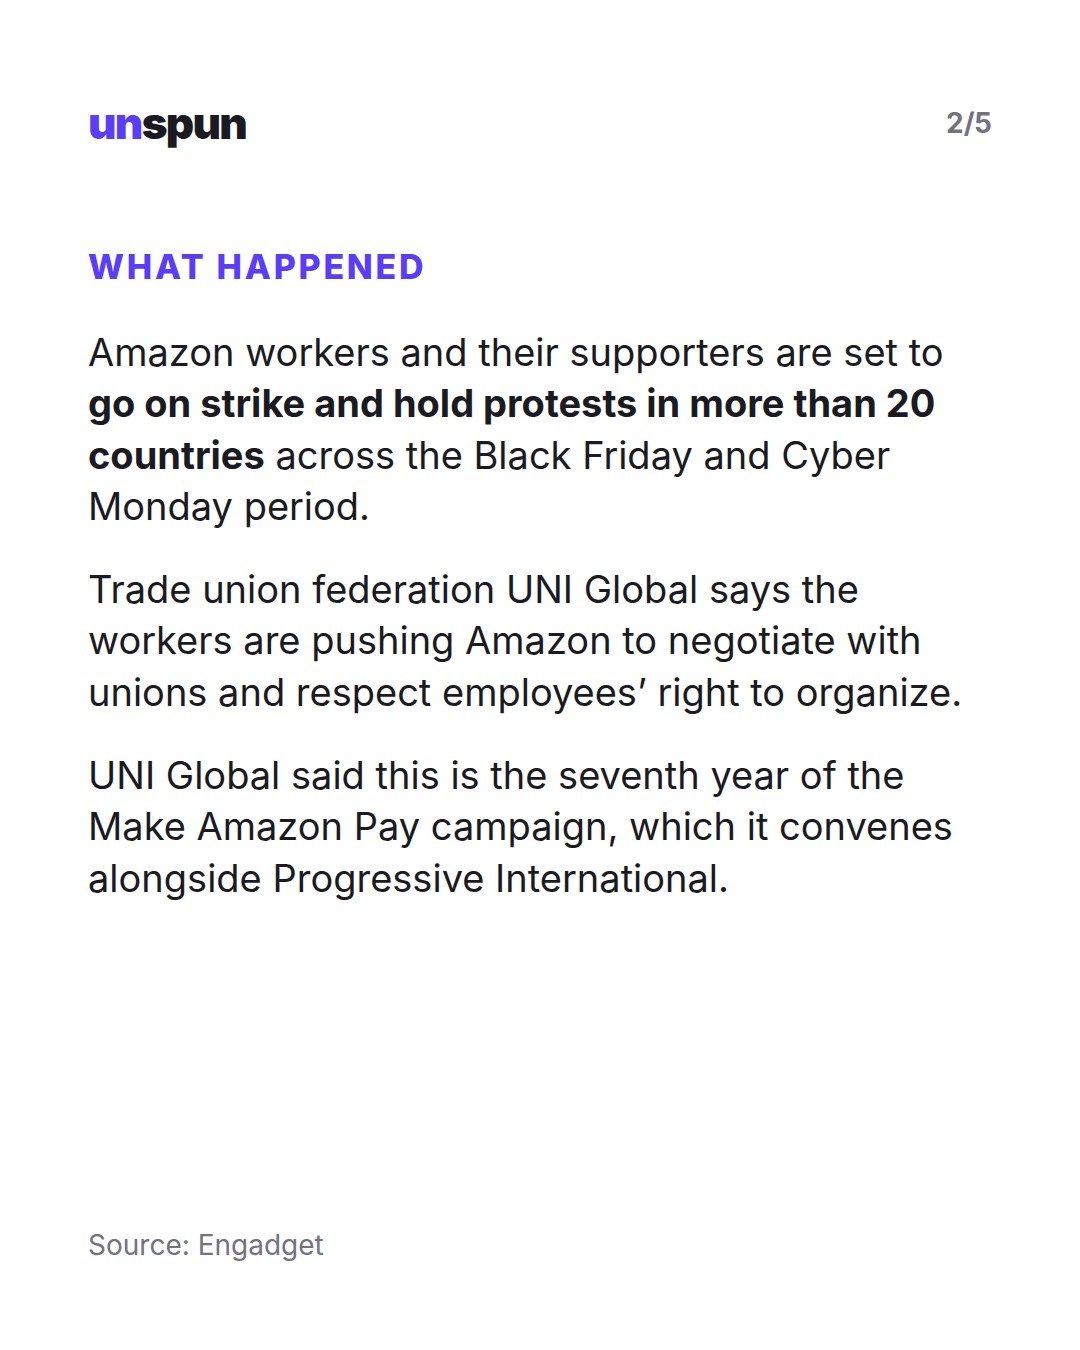 unspun
2/5
WHAT HAPPENED
Amazon workers and their supporters are set to
go on strike and hold protests in more than 20
countries across the Black Friday and Cyber
Monday period.
Trade union federation UNI Global says the
workers are pushing Amazon to negotiate with
unions and respect employees’ right to organize.
UNI Global said this is the seventh year of the
Make Amazon Pay campaign, which it convenes
alongside Progressive International.
Source: Engadget